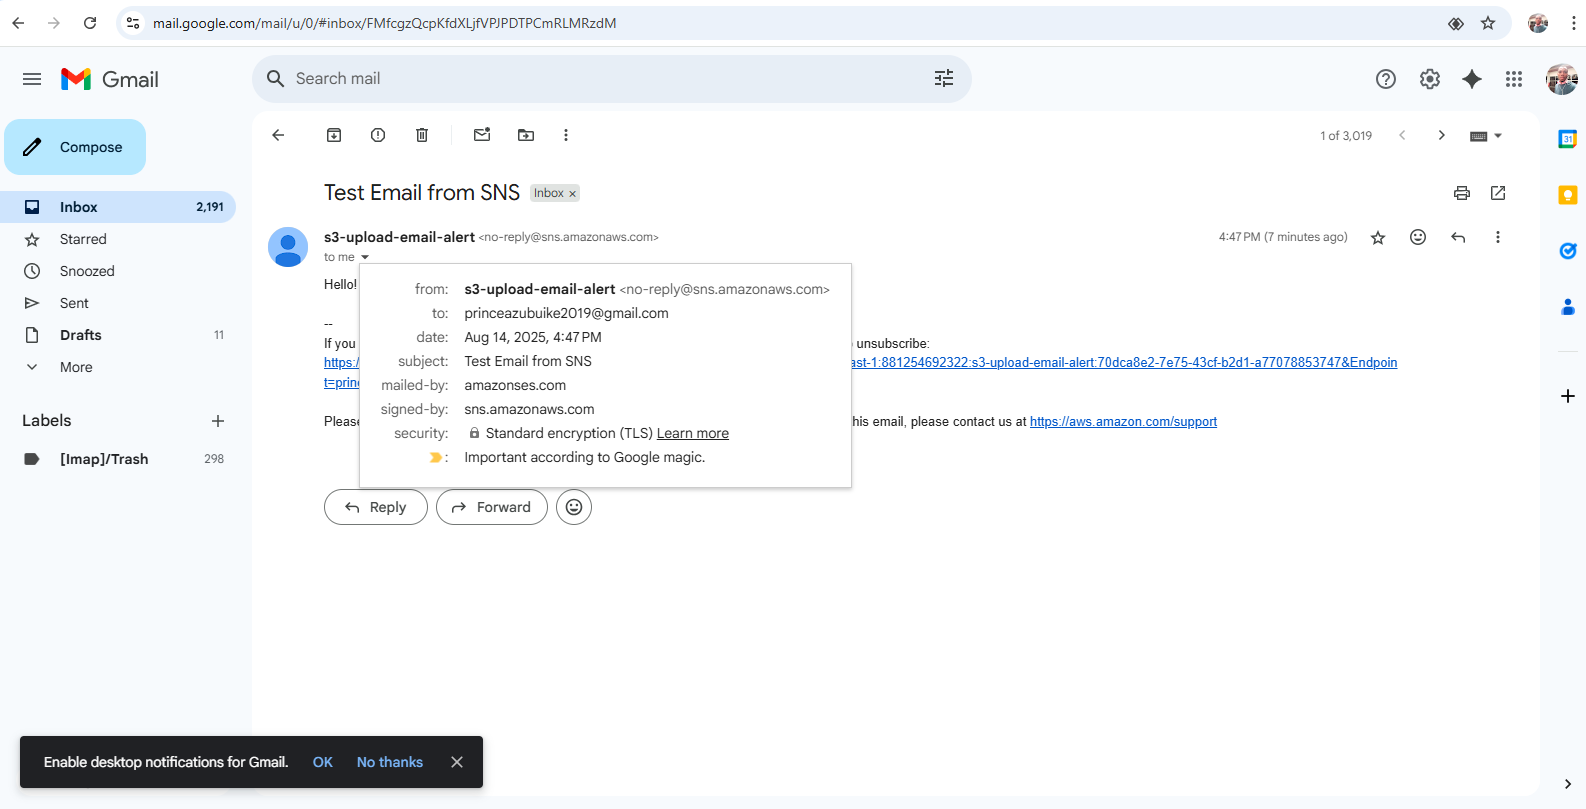 mail.google.com/mail/u/0/#inbox/FMfcgzQcpKfdXLjfVPJPDTPCmRLMRzdM
Gmail
Search mail
Compose
1 of 3,019
Inbox 2,191
Starred
Snoozed
Sent
Drafts 11
More
Labels
[Imap]/Trash 298
Test Email from SNS Inbox ×
s3-upload-email-alert <no-reply@sns.amazonaws.com> 4:47 PM (7 minutes ago)
to me
Hello!
from: s3-upload-email-alert <no-reply@sns.amazonaws.com>
to: princeazubuike2019@gmail.com
date: Aug 14, 2025, 4:47 PM
subject: Test Email from SNS
mailed-by: amazonses.com
signed-by: sns.amazonaws.com
security: Standard encryption (TLS) Learn more
: Important according to Google magic.
--
If you unsubscribe:
https:/ ast-1:881254692322:s3-upload-email-alert:70dca8e2-7e75-43cf-b2d1-a77078853747&Endpoin
t=prin
Please his email, please contact us at https://aws.amazon.com/support
Reply
Forward
31
Enable desktop notifications for Gmail. OK No thanks